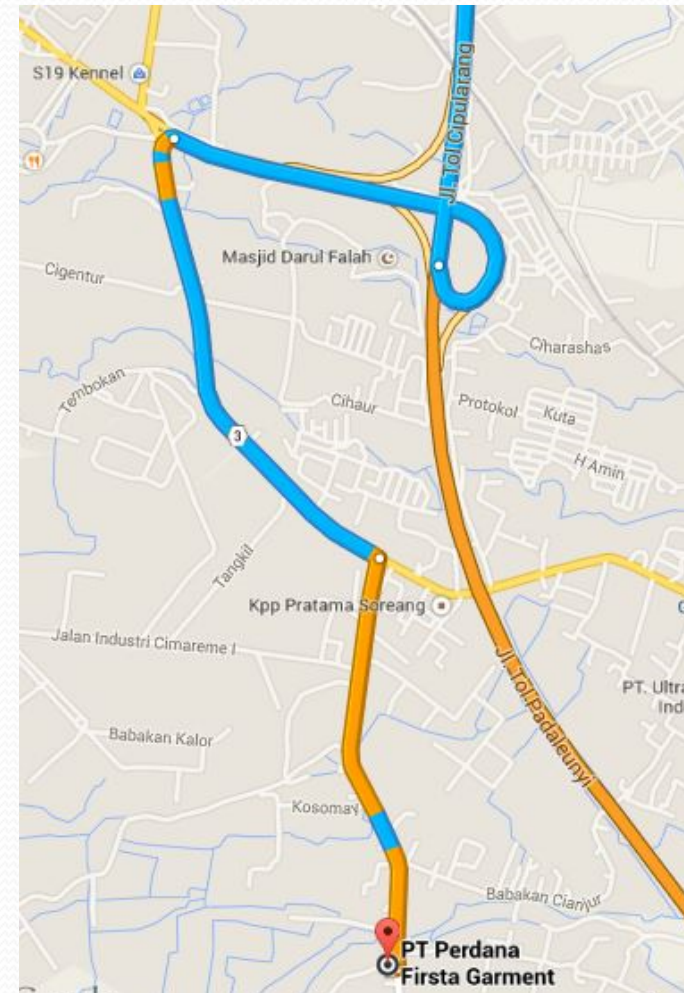 S19 Kennel
Jl. Tol Cipularang
Masjid Darul Falah
Cigentur
Ciharashas
Tembokan
Cihaur
Protokol
Kuta
3
H Amin
Tangkil
Kpp Pratama Soreang
Jalan Industri Cimareme I
Jl. Tol Padaleunyi
PT. Ultra
Ind
Babakan Kalor
Kosomay
Babakan Cianjur
PT Perdana
Firsta Garment